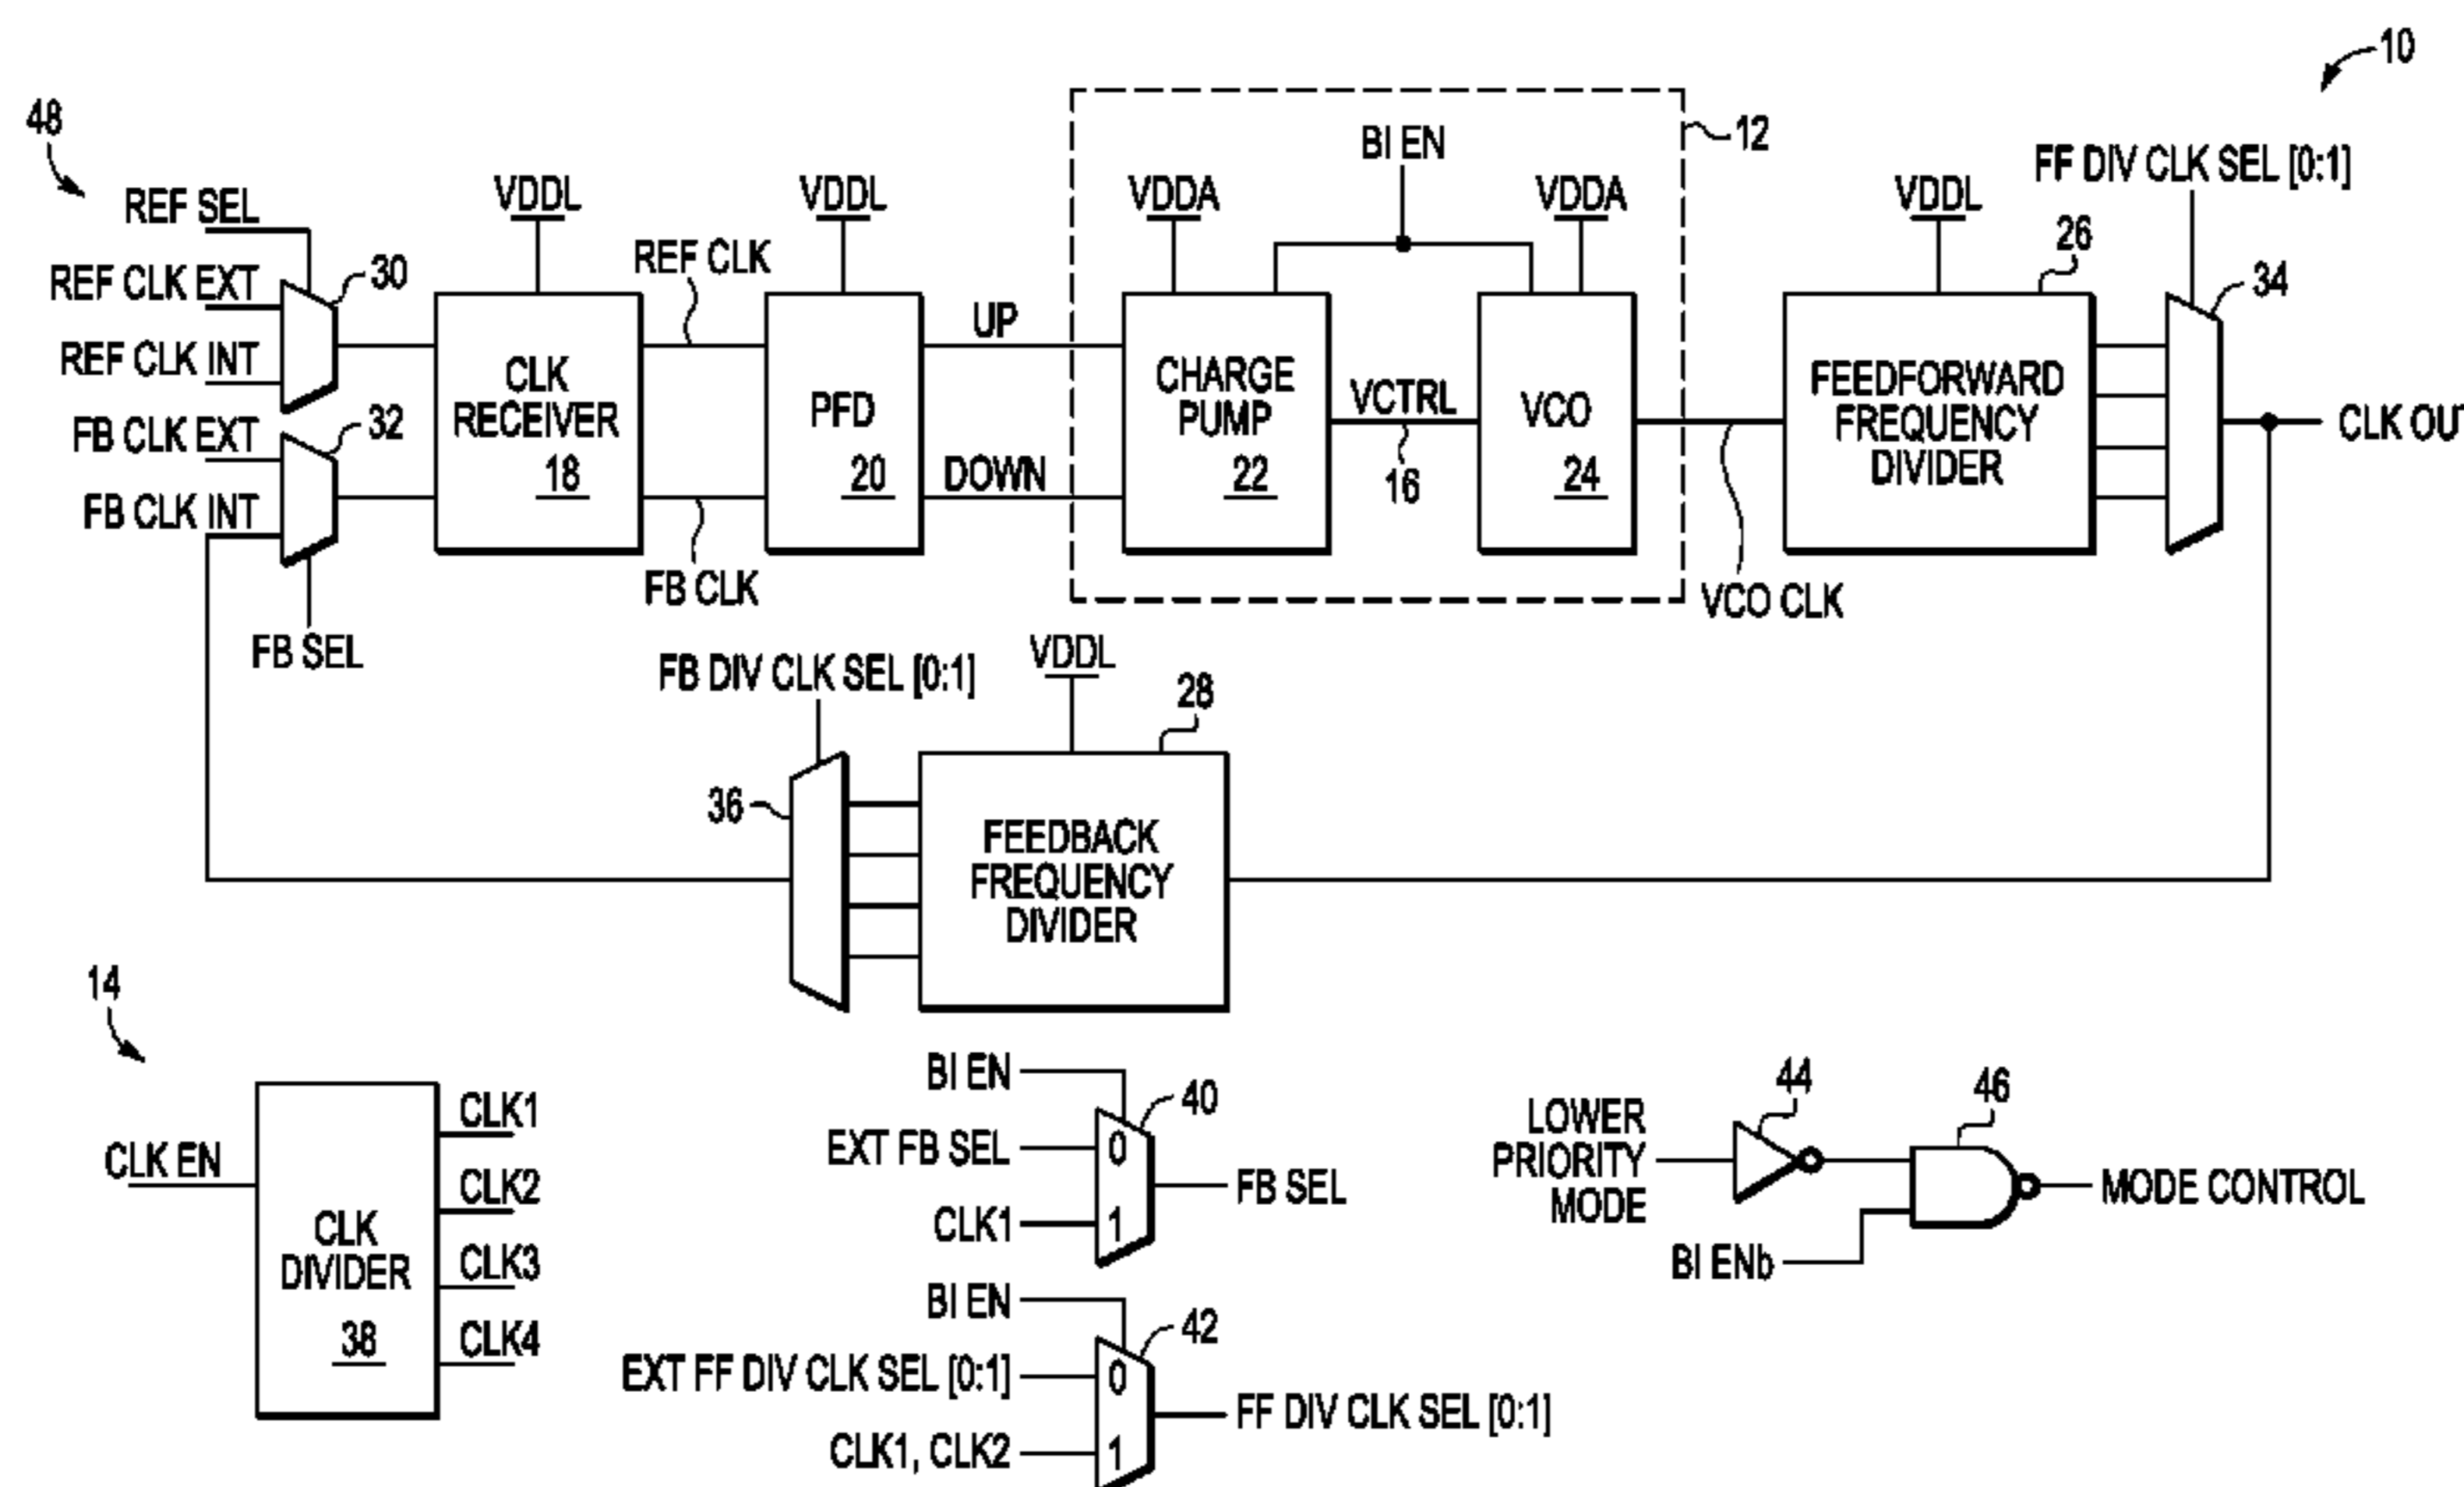 10
48
REF SEL
REF CLK EXT
REF CLK INT
FB CLK EXT
FB CLK INT
30
32
FB SEL
VDDL
CLK
RECEIVER
18
REF CLK
FB CLK
VDDL
PFD
20
UP
DOWN
12
BI EN
VDDA
VDDA
CHARGE
PUMP
22
VCTRL
16
VCO
24
VCO CLK
VDDL
26
FEEDFORWARD
FREQUENCY
DIVIDER
FF DIV CLK SEL [0:1]
34
CLK OUT
FB DIV CLK SEL [0:1]
36
VDDL
28
FEEDBACK
FREQUENCY
DIVIDER
14
CLK EN
CLK
DIVIDER
38
CLK1
CLK2
CLK3
CLK4
BI EN
40
EXT FB SEL
0
CLK1
1
FB SEL
BI EN
42
EXT FF DIV CLK SEL [0:1]
0
CLK1, CLK2
1
FF DIV CLK SEL [0:1]
LOWER
PRIORITY
MODE
44
46
BI ENb
MODE CONTROL